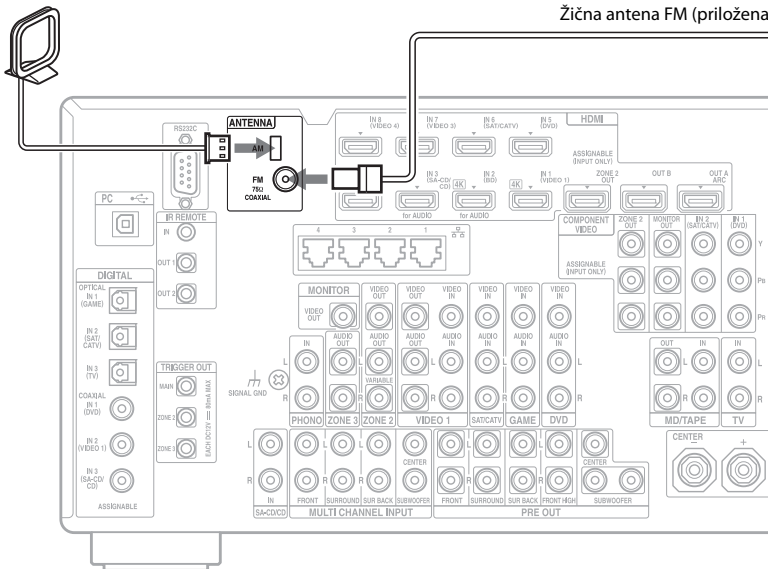 Žična antena FM (priložena
RS232C
ANTENNA
AM
FM
75Ω
COAXIAL
IN 8
(VIDEO 4)
IN 7
(VIDEO 3)
IN 6
(SAT/CATV)
IN 5
(DVD)
HDMI
ASSIGNABLE
(INPUT ONLY)
IN 3
(SA-CD/
CD)
4K
IN 2
(BD)
4K
IN 1
(VIDEO 1)
ZONE 2
OUT
OUT B
OUT A
ARC
for AUDIO
for AUDIO
PC
IR REMOTE
IN
OUT 1
OUT 2
4
3
2
1
COMPONENT
VIDEO
ASSIGNABLE
(INPUT ONLY)
ZONE 2
OUT
MONITOR
OUT
IN 2
(SAT/CATV)
IN 1
(DVD)
Y
PB
PR
DIGITAL
OPTICAL
IN 1
(GAME)
IN 2
(SAT/
CATV)
IN 3
(TV)
COAXIAL
IN 1
(DVD)
IN 2
(VIDEO 1)
IN 3
(SA-CD/
CD)
ASSIGNABLE
TRIGGER OUT
MAIN
ZONE 2
ZONE 3
EACH DC12V 60mA MAX
MONITOR
VIDEO
OUT
VIDEO
OUT
VIDEO
OUT
VIDEO
IN
VIDEO
IN
VIDEO
IN
VIDEO
IN
IN
AUDIO
OUT
AUDIO
OUT
AUDIO
OUT
AUDIO
IN
AUDIO
IN
AUDIO
IN
AUDIO
IN
VARIABLE
SIGNAL GND
L
R
L
R
L
R
L
R
L
R
PHONO
ZONE 3
ZONE 2
VIDEO 1
SAT/CATV
GAME
DVD
OUT
IN
IN
L
R
L
R
MD/TAPE
TV
L
R
IN
SA-CD/CD
L
R
CENTER
FRONT
SURROUND
SUR BACK
SUBWOOFER
MULTI CHANNEL INPUT
L
R
FRONT
SURROUND
SUR BACK
FRONT HIGH
CENTER
SUBWOOFER
PRE OUT
CENTER
−
+